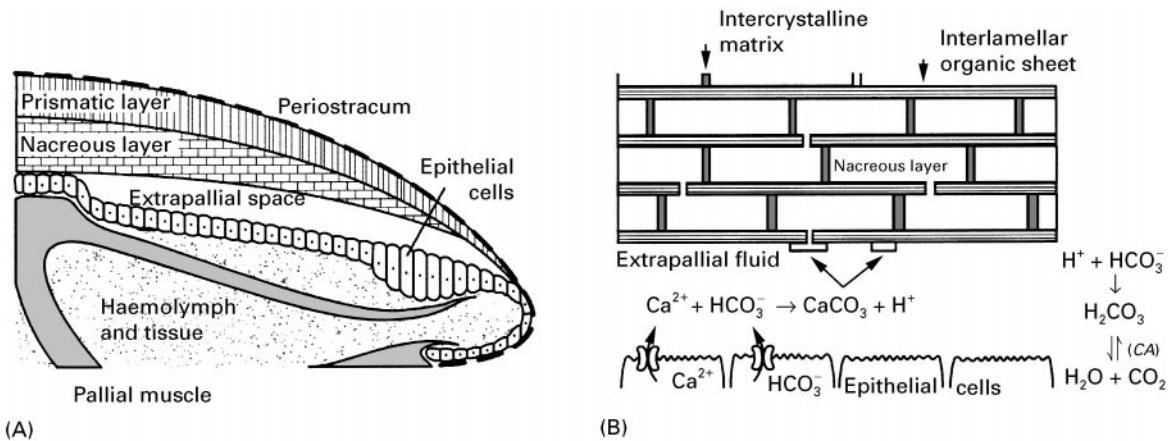 Prismatic layer
Periostracum
Nacreous layer
Epithelial
cells
Extrapallial space
Haemolymph
and tissue
Pallial muscle
(A)
Intercrystalline
matrix
Interlamellar
organic sheet
Nacreous layer
Extrapallial fluid
Ca²⁺ + HCO₃⁻ → CaCO₃ + H⁺
H⁺ + HCO₃⁻
↓
H₂CO₃
⇌ (CA)
H₂O + CO₂
Ca²⁺ HCO₃⁻ Epithelial cells
(B)